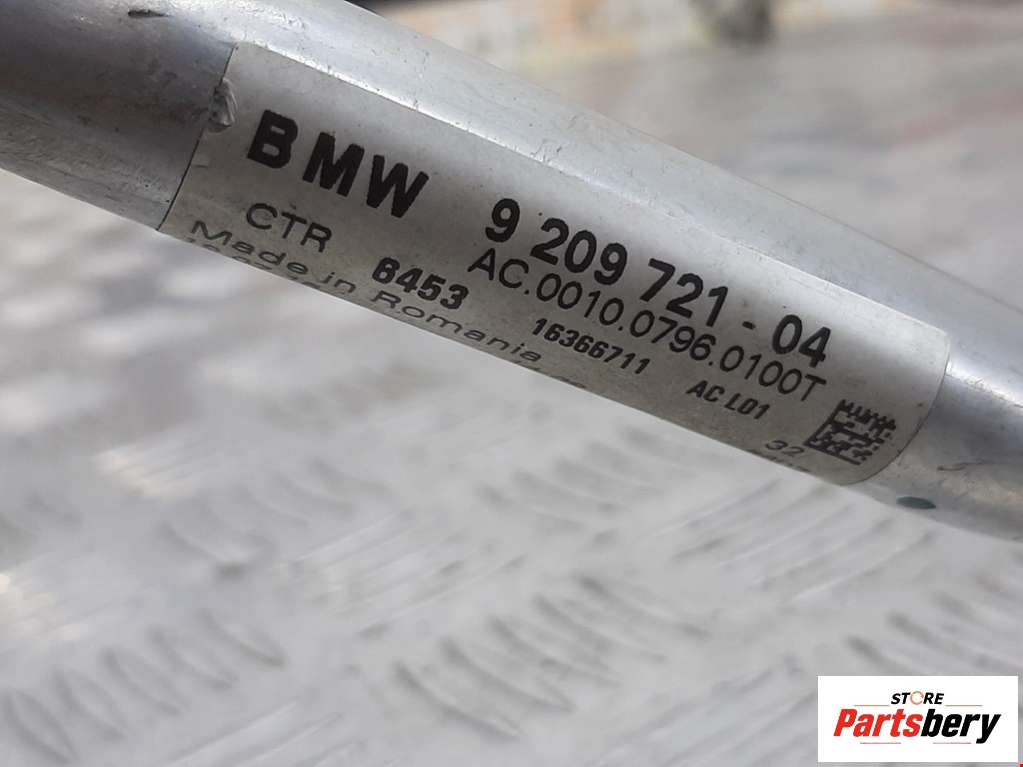 BMW 9 209 721 - 04
CTR AC.0010.0796.0100T
6453 16366711 AC L01
Made in Romania
32
STORE
Partsbery